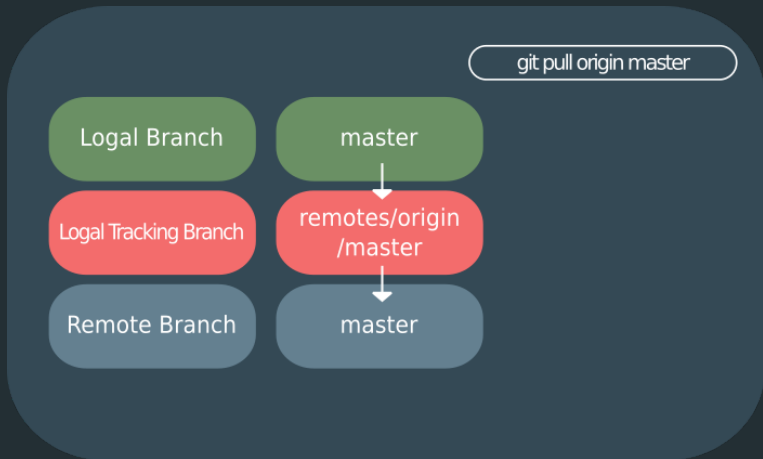 git pull origin master
Logal Branch
master
Logal Tracking Branch
remotes/origin
/master
Remote Branch
master